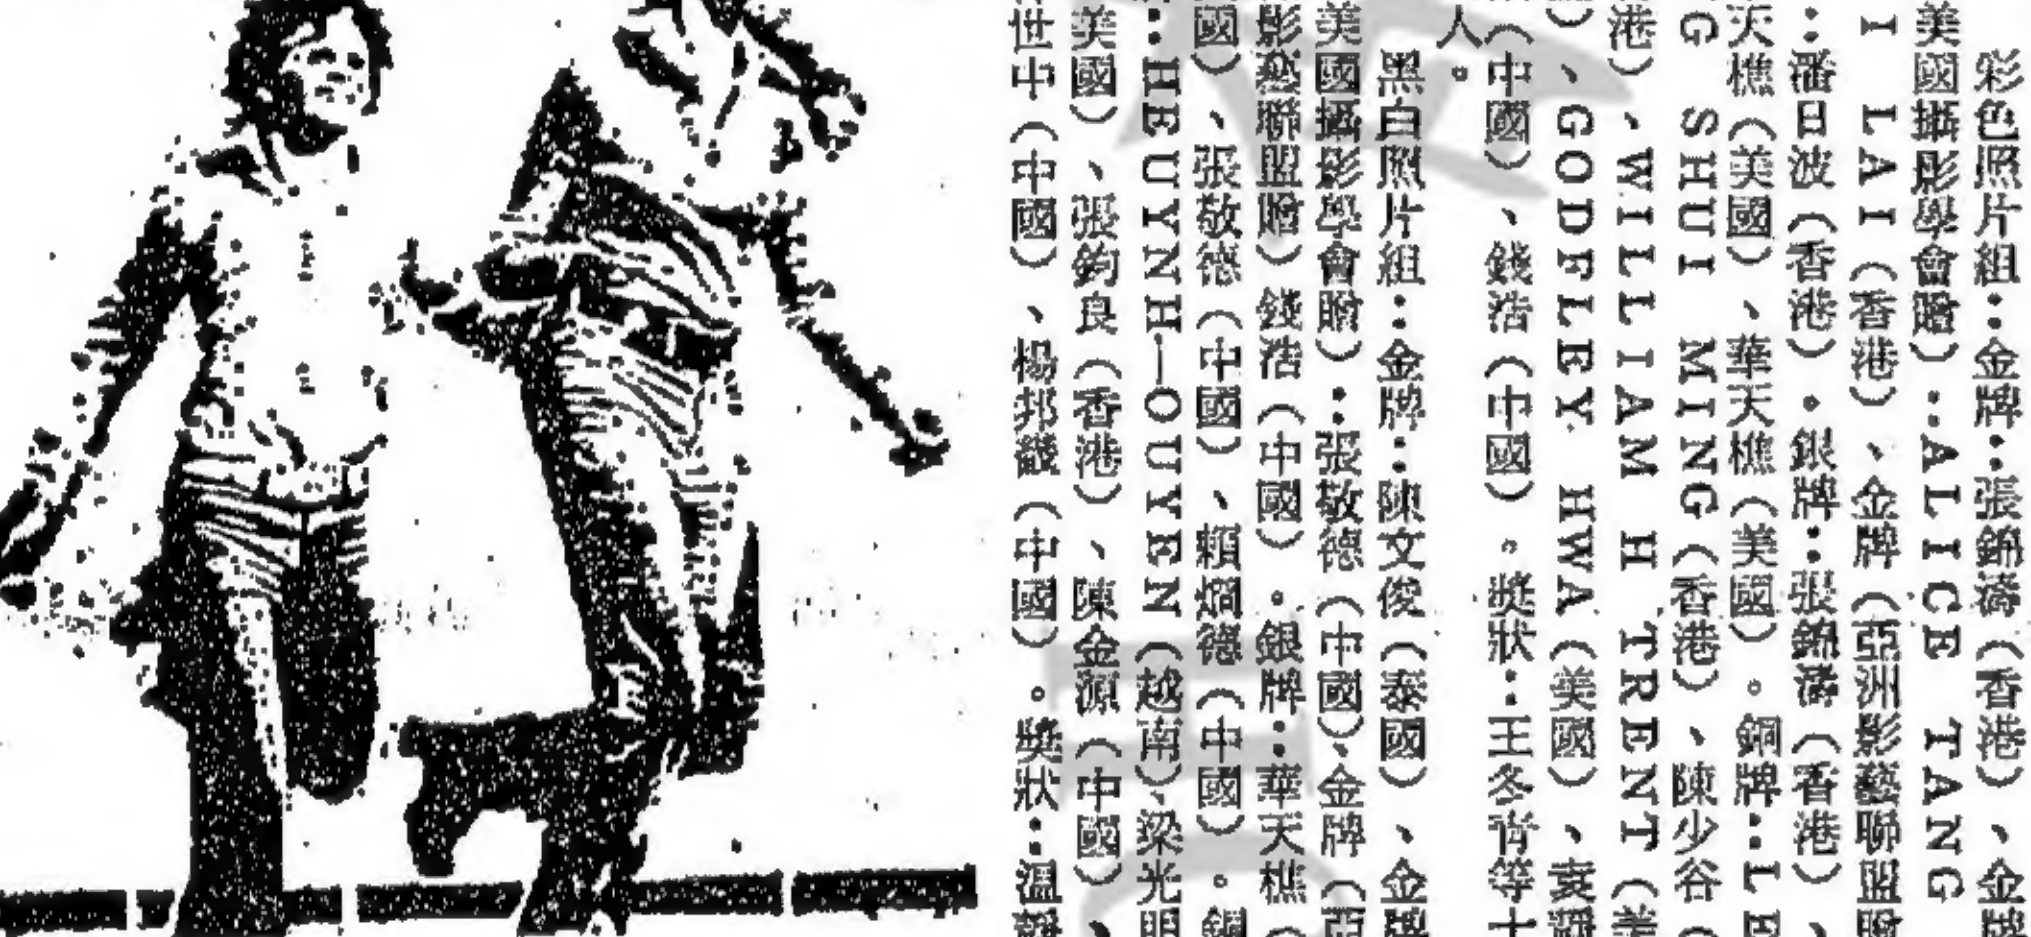 彩色照片組：金牌：張錦濤（香港）、金牌
美國攝影學會贈）：ALICE TANG
I LAI（香港）、金牌（亞洲影藝聯盟贈
：潘日波（香港）。銀牌：張錦濤（香港）、
天樵（美國）、華天樵（美國）。銅牌：LE
G SHUI MING（香港）、陳少谷（
港）、WILLIAM H TRENT（美
）、GODFLEY HWA（美國）、袁
（中國）、錢浩（中國）。獎狀：王冬青等十
人。
黑白照片組：金牌：陳文俊（泰國）、金牌
美國攝影學會贈）：張敬德（中國）、金牌（亞
影藝聯盟贈）錢浩（中國）。銀牌：華天樵（
國）、張敬德（中國）、賴熠德（中國）。銅
：HEUYNH—OUYEN（越南）、梁光明
美國）、張鈞良（香港）、陳金源（中國）、
世中（中國）、楊邦畿（中國）。獎狀：溫